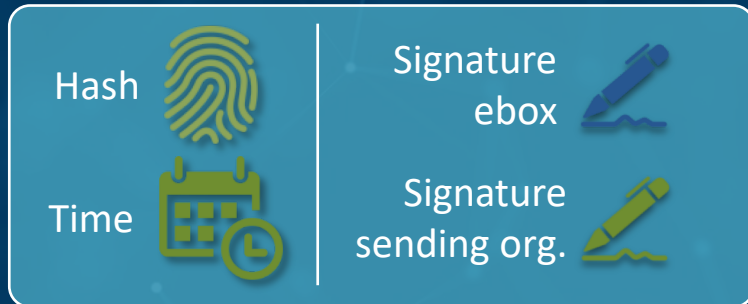 Hash
Time
Signature
ebox
Signature
sending org.